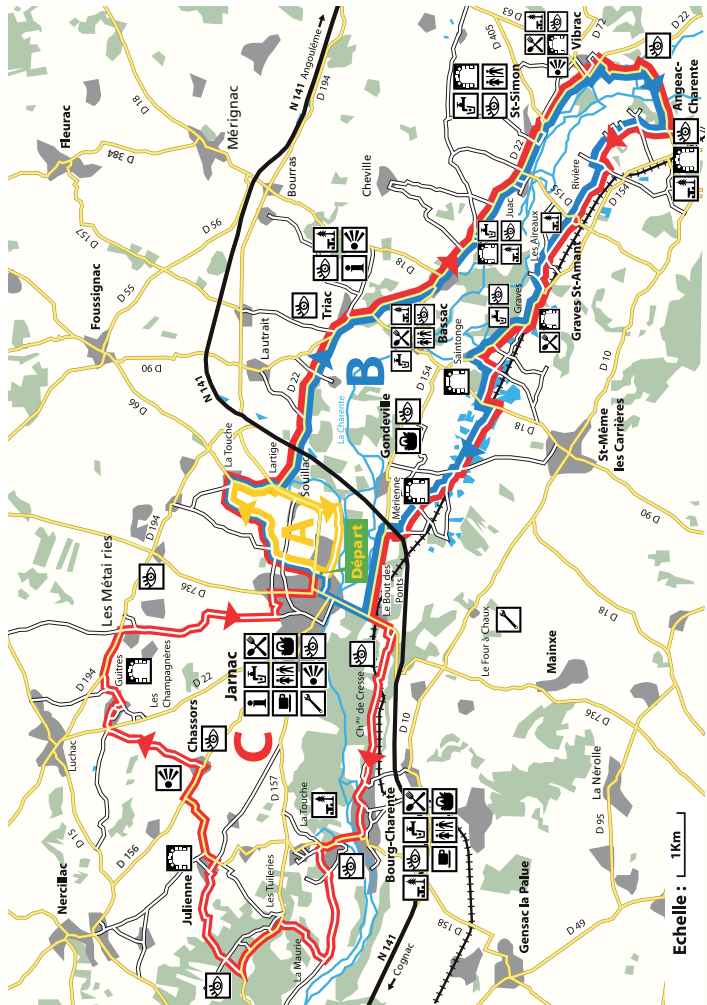 N 141
Angoulême
D 194
D 63
D 405
D 72
D 22
Vibrac
St-Simon
Angeac-
Charente
Fleurac
D 18
D 384
Mérignac
Bourras
Cheville
D 22
Juac
D 155
Rivière
D 154
D 157
D 56
Les Aireaux
Graves
Graves St-Amant
D 10
Foussignac
D 55
D 18
Triac
Bassac
Saintonge
D 154
Lautrait
D 90
D 22
N 141
B
La Charente
Gondeville
D 18
St-Même
les Carrières
D 90
D 66
La Touche
Lartige
Souillac
A
Départ
Mérienne
D 194
Les Métairies
D 736
Le Bout des
Ponts
Le Four à Chaux
D 18
Mainxe
D 736
Guitres
D 194
Les
Champagnères
D 22
Jarnac
C
Chassors
Ch^au de Cresse
D 10
Luchac
D 15
D 156
D 157
La Touche
Bourg-Charente
La Nérolle
D 95
Nercillac
Julienne
Les Tuileries
La Maurie
N 141
Cognac
D 158
Gensac la Palue
D 49
Echelle :
1Km